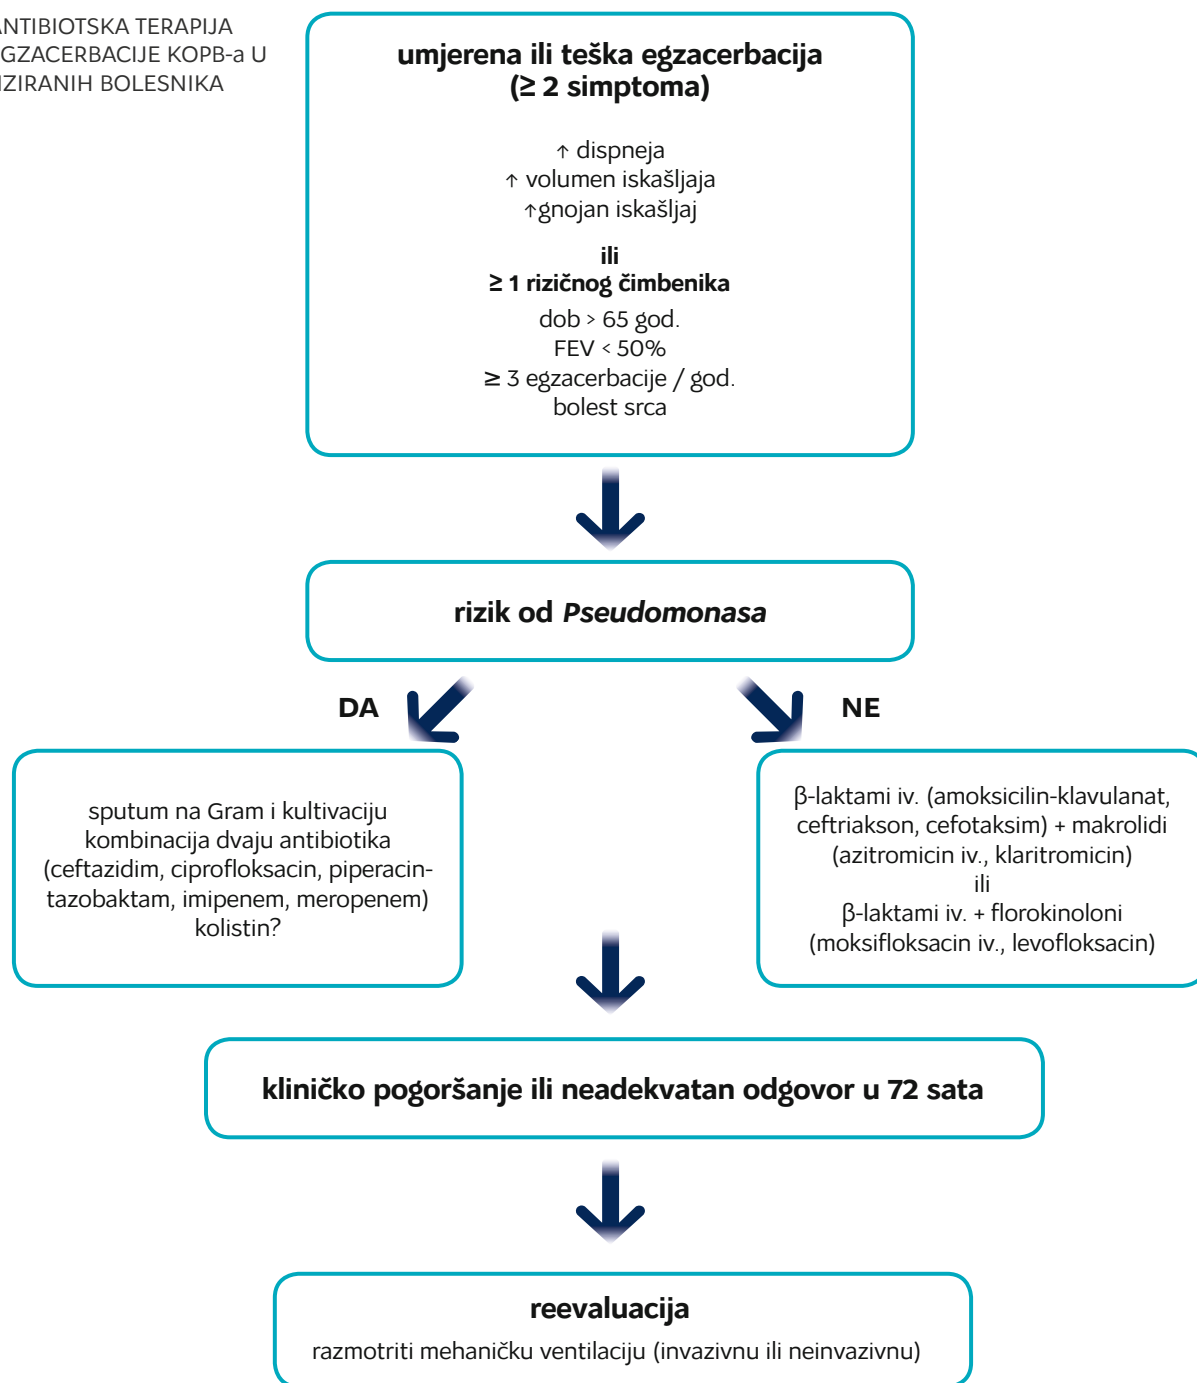 ANTIBIOTSKA TERAPIJA
GZACERBACIJE KOPB-a U
IZIRANIH BOLESNIKA
umjerena ili teška egzacerbacija
(≥ 2 simptoma)
↑ dispneja
↑ volumen iskašljaja
↑gnojan iskašljaj
ili
≥ 1 rizičnog čimbenika
dob > 65 god.
FEV < 50%
≥ 3 egzacerbacije / god.
bolest srca
rizik od Pseudomonasa
DA
NE
sputum na Gram i kultivaciju
kombinacija dvaju antibiotika
(ceftazidim, ciprofloksacin, piperacin-
tazobaktam, imipenem, meropenem)
kolistin?
β-laktami iv. (amoksicilin-klavulanat,
ceftriakson, cefotaksim) + makrolidi
(azitromicin iv., klaritromicin)
ili
β-laktami iv. + florokinoloni
(moksifloksacin iv., levofloksacin)
kliničko pogoršanje ili neadekvatan odgovor u 72 sata
reevaluacija
razmotriti mehaničku ventilaciju (invazivnu ili neinvazivnu)